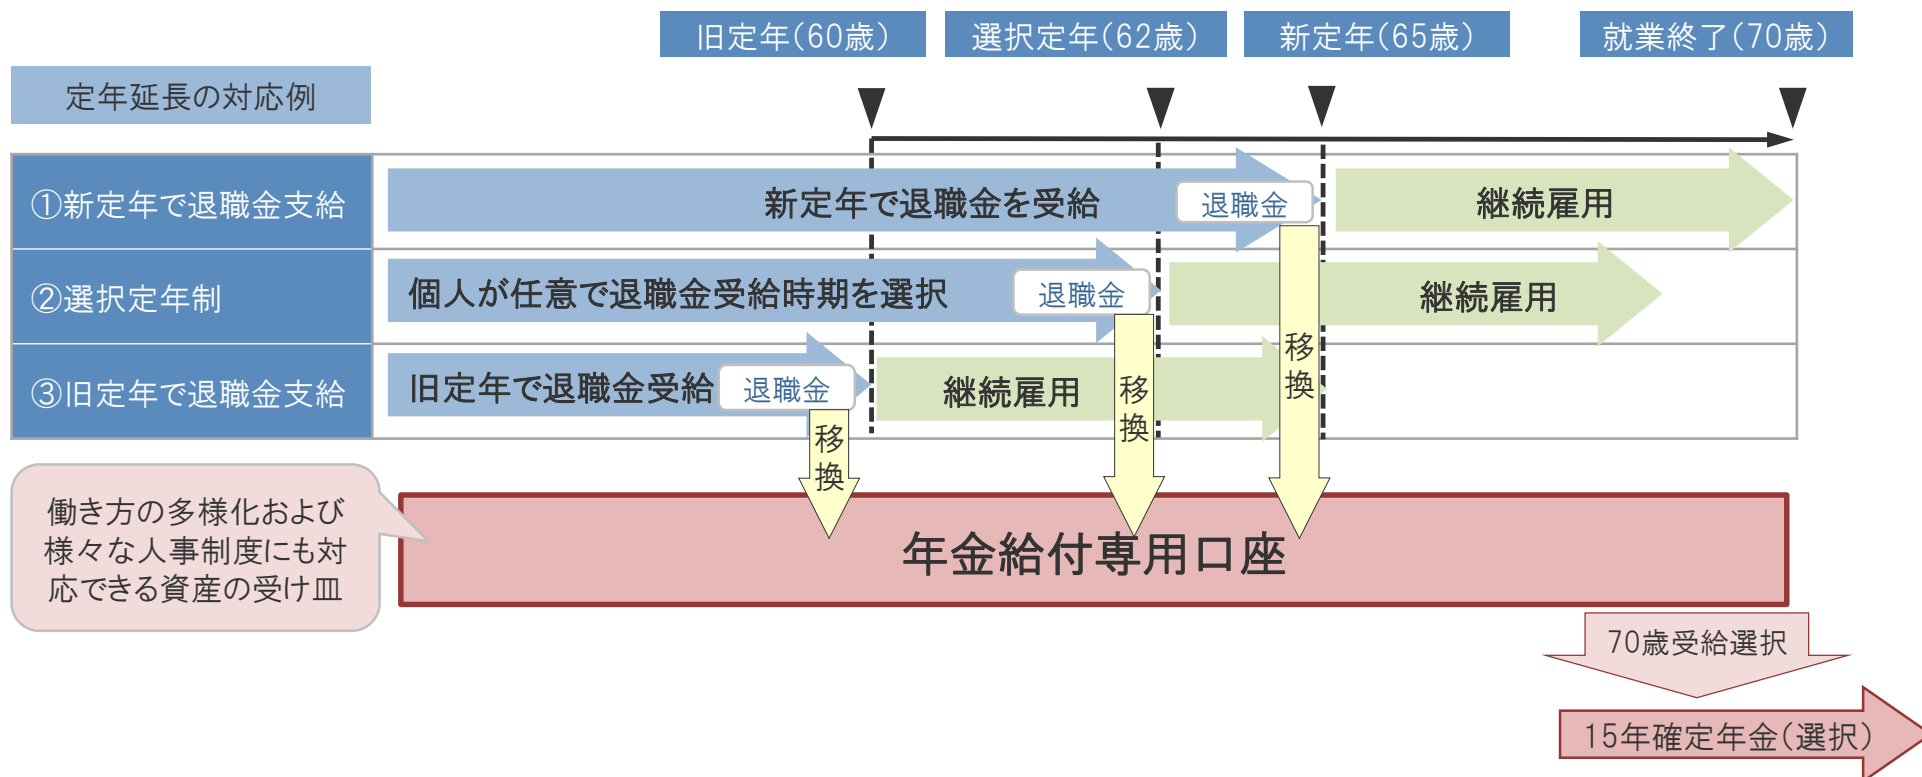 旧定年(60歳)
選択定年(62歳)
新定年(65歳)
就業終了(70歳)
定年延長の対応例
①新定年で退職金支給
新定年で退職金を受給
退職金
継続雇用
②選択定年制
個人が任意で退職金受給時期を選択
退職金
継続雇用
③旧定年で退職金支給
旧定年で退職金受給
退職金
継続雇用
移換
移換
移換
働き方の多様化および
様々な人事制度にも対
応できる資産の受け皿
年金給付専用口座
70歳受給選択
15年確定年金(選択)